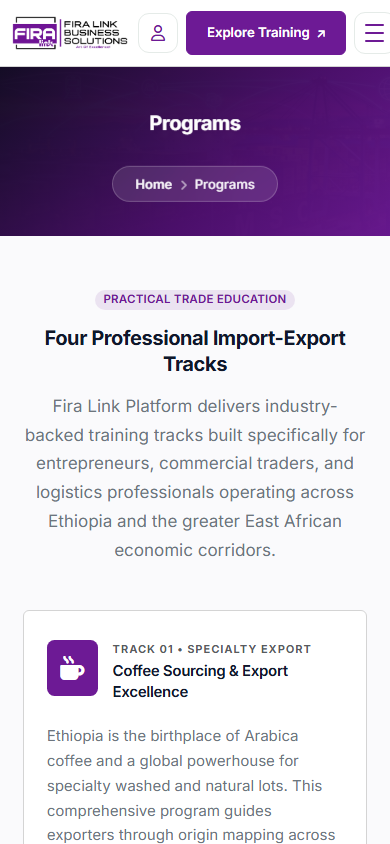 FIRA
link
FIRA LINK
BUSINESS
SOLUTIONS
Explore Training
Programs
Home
Programs
PRACTICAL TRADE EDUCATION
Four Professional Import-Export
Tracks
Fira Link Platform delivers industry-
backed training tracks built specifically for
entrepreneurs, commercial traders, and
logistics professionals operating across
Ethiopia and the greater East African
economic corridors.
TRACK 01 • SPECIALTY EXPORT
Coffee Sourcing & Export
Excellence
Ethiopia is the birthplace of Arabica
coffee and a global powerhouse for
specialty washed and natural lots. This
comprehensive program guides
exporters through origin mapping across